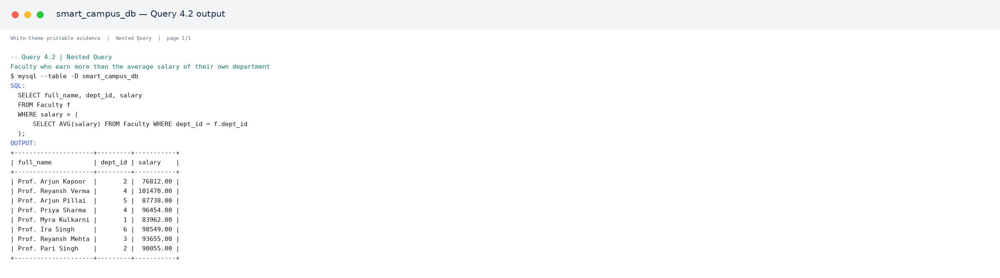 smart_campus_db — Query 4.2 output
White-theme printable evidence  |  Nested Query  |  page 1/1
-- Query 4.2 | Nested Query
Faculty who earn more than the average salary of their own department
$ mysql --table -D smart_campus_db
SQL:
  SELECT full_name, dept_id, salary
  FROM Faculty f
  WHERE salary > (
      SELECT AVG(salary) FROM Faculty WHERE dept_id = f.dept_id
  );
OUTPUT:
+---------------------+---------+-----------+
| full_name           | dept_id | salary    |
+---------------------+---------+-----------+
| Prof. Arjun Kapoor  |       2 |  76812.00 |
| Prof. Reyansh Verma |       4 | 101470.00 |
| Prof. Arjun Pillai  |       5 |  87738.00 |
| Prof. Priya Sharma  |       4 |  96454.00 |
| Prof. Myra Kulkarni |       1 |  83962.00 |
| Prof. Ira Singh     |       6 |  98549.00 |
| Prof. Reyansh Mehta |       3 |  93655.00 |
| Prof. Pari Singh    |       2 |  90055.00 |
+---------------------+---------+-----------+